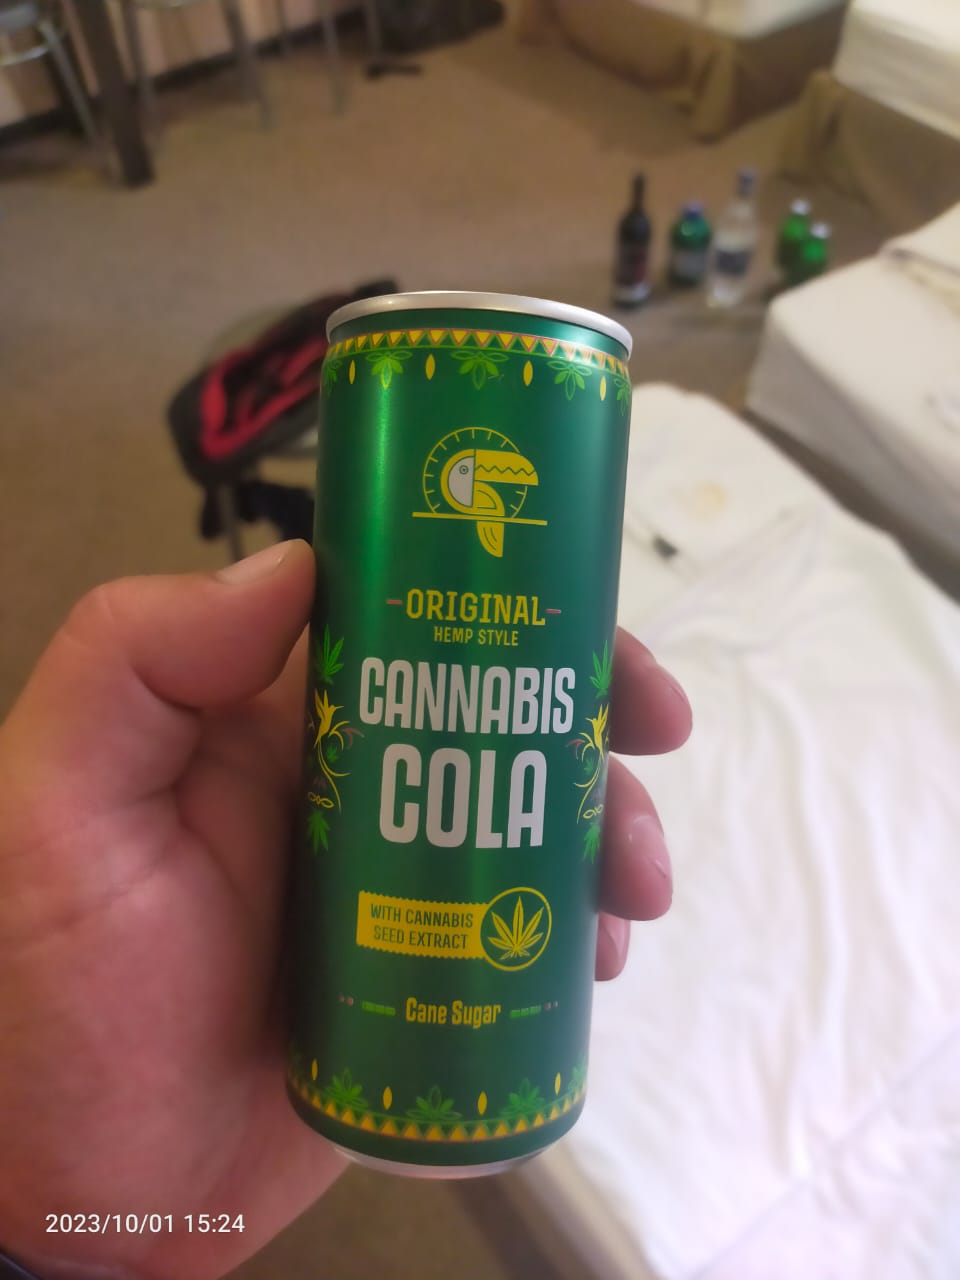 -ORIGINAL-
HEMP STYLE
CANNABIS
COLA
WITH CANNABIS
SEED EXTRACT
Cane Sugar
2023/10/01 15:24